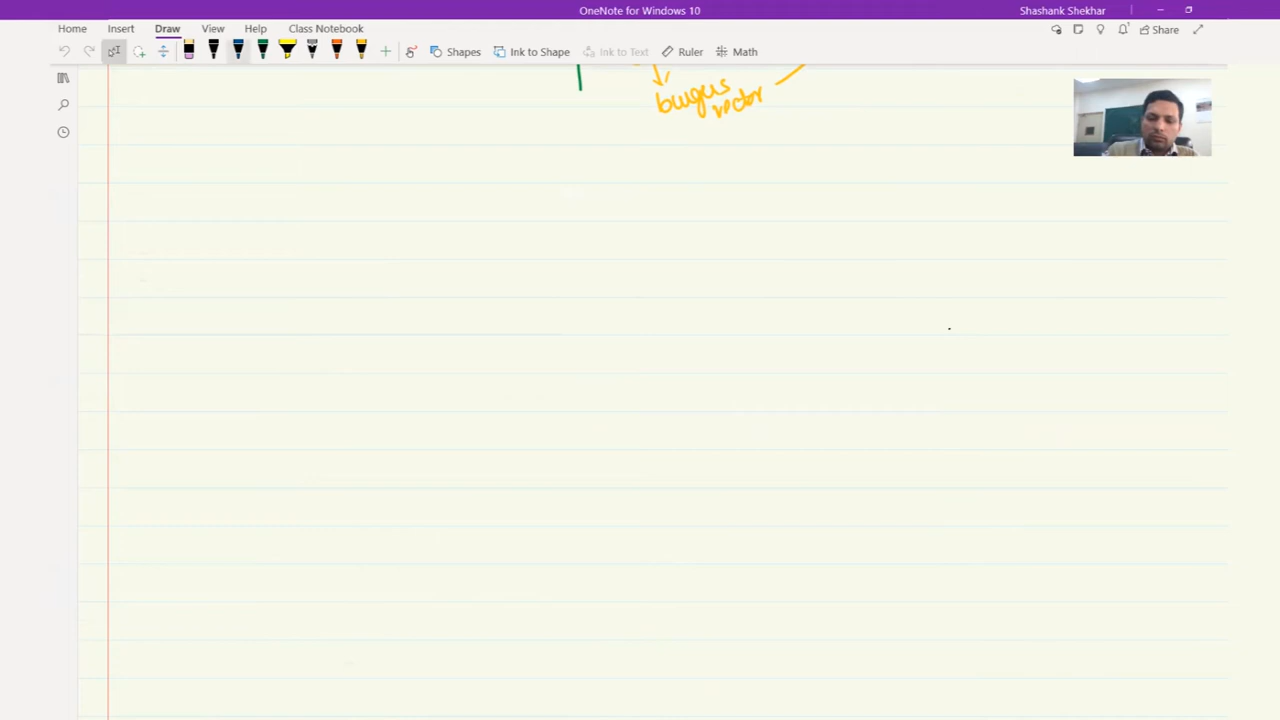 OneNote for Windows 10
Shashank Shekhar
Home Insert Draw View Help Class Notebook
Share
Shapes Ink to Shape Ink to Text Ruler Math
burgus
vector